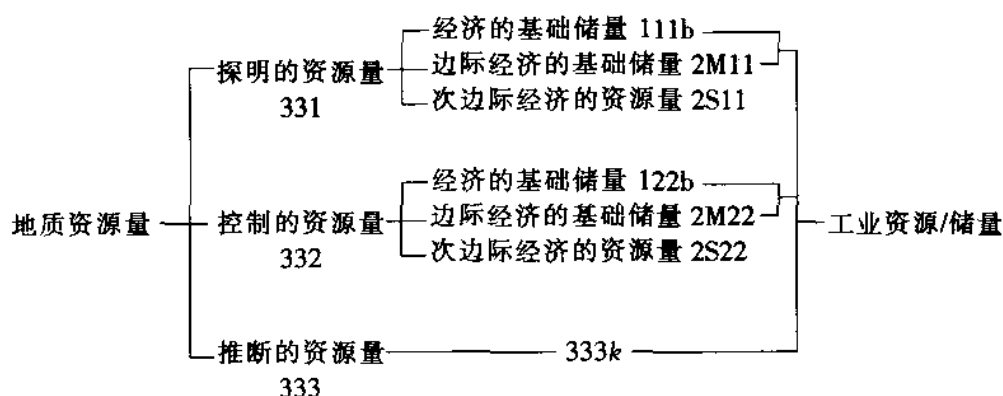 经济的基础储量 111b
探明的资源量
边际经济的基础储量 2M11
331
次边际经济的资源量 2S11
经济的基础储量 122b
地质资源量
控制的资源量
边际经济的基础储量 2M22
工业资源/储量
332
次边际经济的资源量 2S22
推断的资源量
333k
333